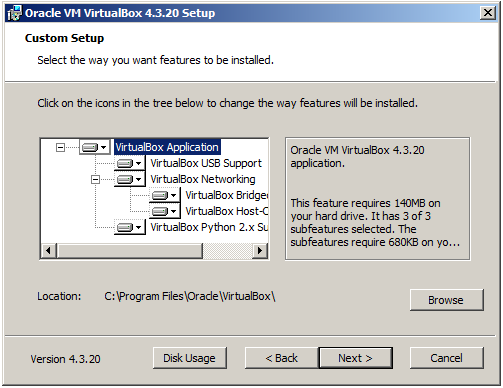 Oracle VM VirtualBox 4.3.20 Setup
Custom Setup
Select the way you want features to be installed.
Click on the icons in the tree below to change the way features will be installed.
VirtualBox Application
VirtualBox USB Support
VirtualBox Networking
VirtualBox Bridge
VirtualBox Host-C
VirtualBox Python 2.x Su
Oracle VM VirtualBox 4.3.20
application.
This feature requires 140MB on
your hard drive. It has 3 of 3
subfeatures selected. The
subfeatures require 680KB on yo...
Location: C:\Program Files\Oracle\VirtualBox\
Browse
Version 4.3.20
Disk Usage
< Back
Next >
Cancel